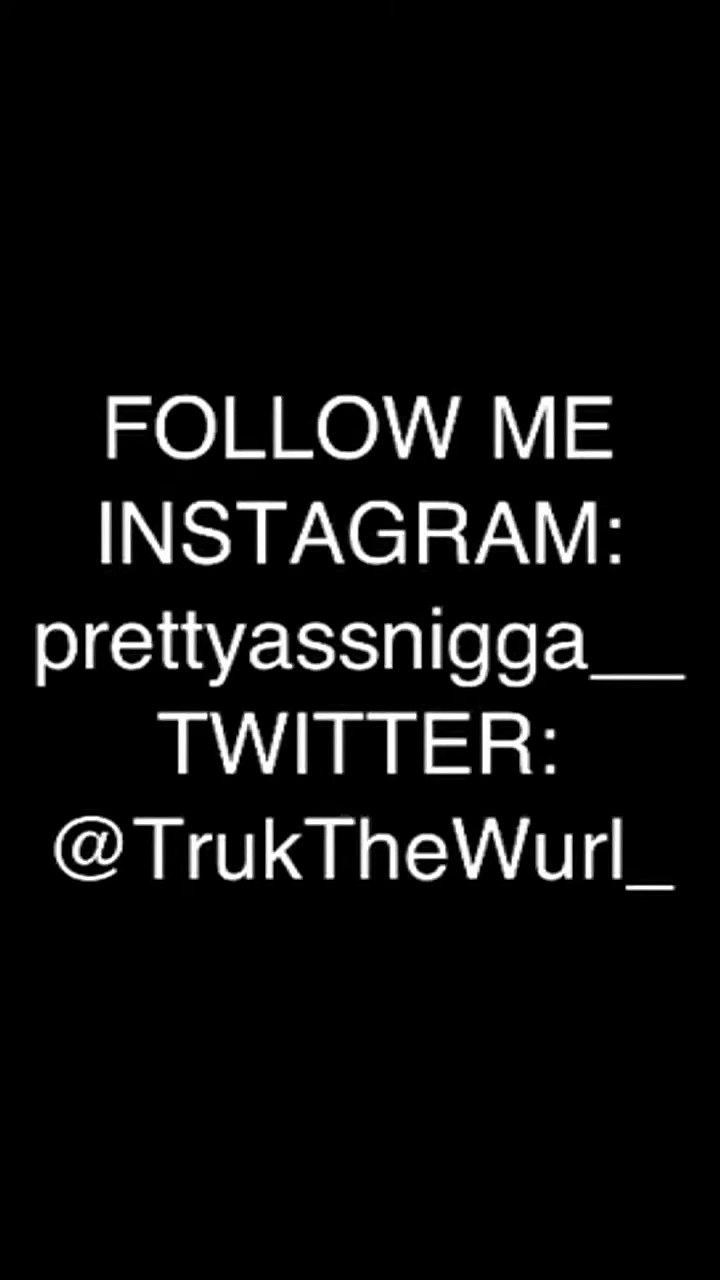 FOLLOW ME
INSTAGRAM:
prettyassnigga__
TWITTER:
@TrukTheWurl_